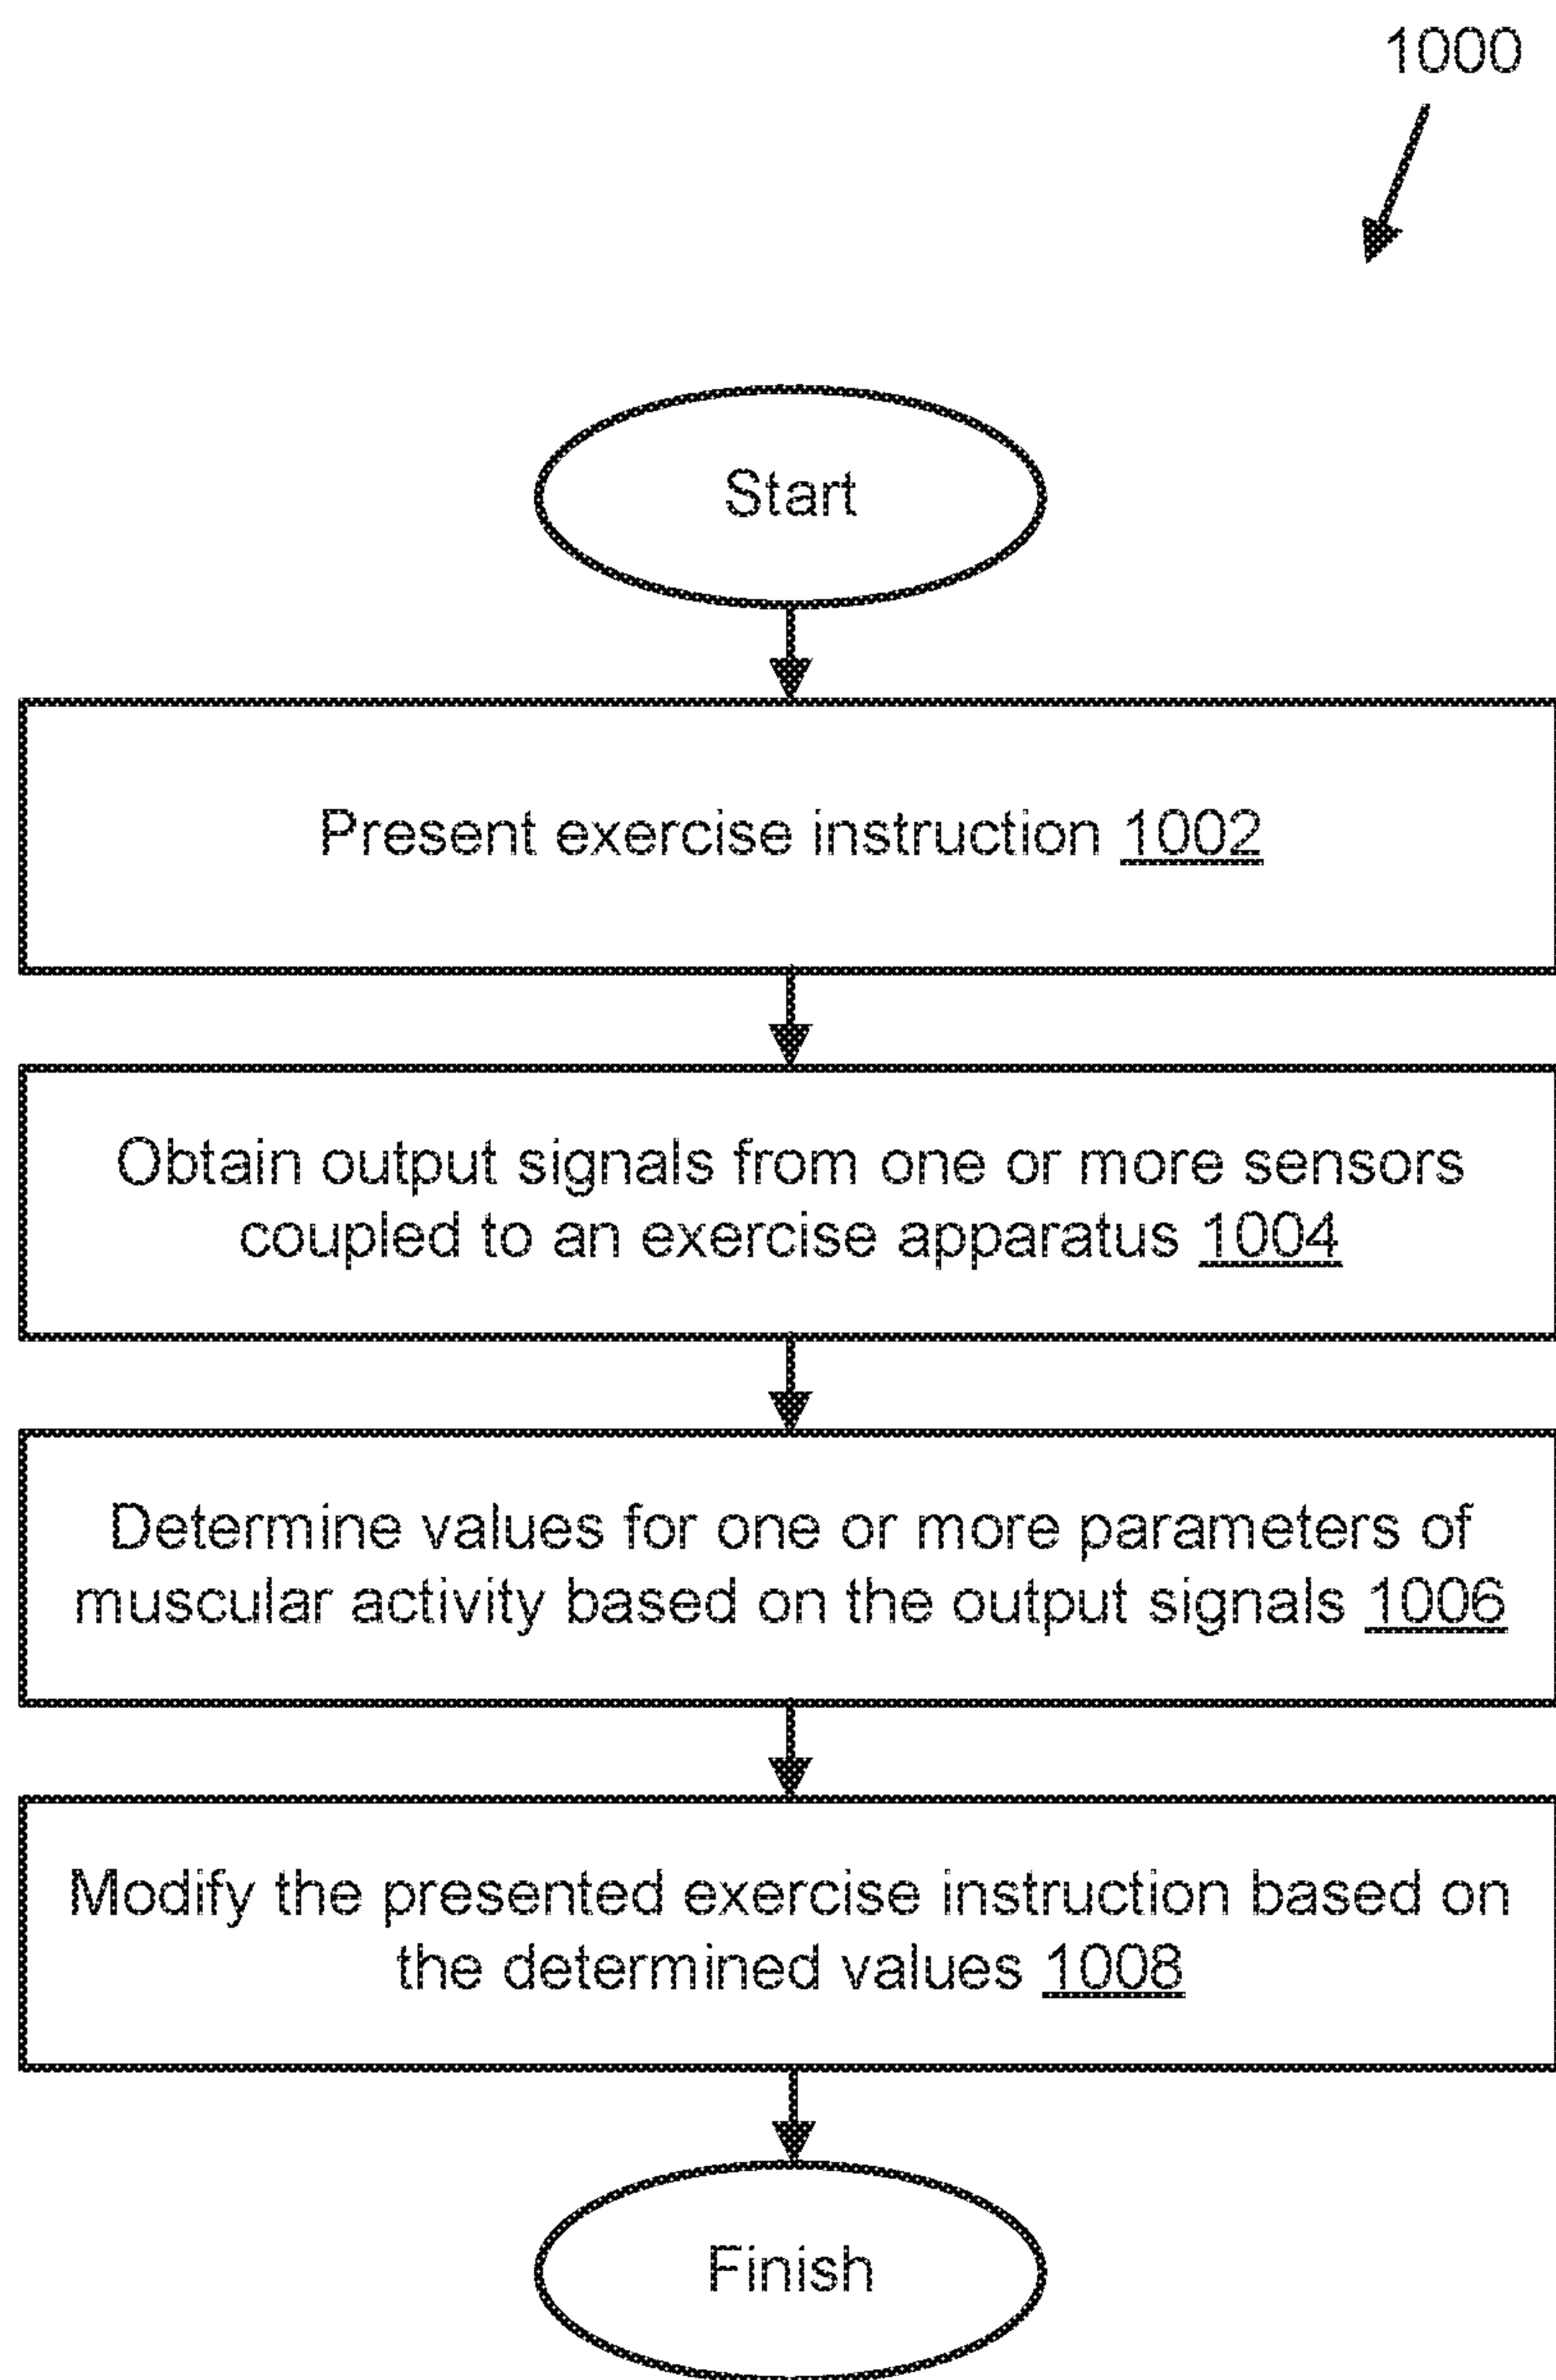 1000
Start
Present exercise instruction 1002
Obtain output signals from one or more sensors
coupled to an exercise apparatus 1004
Determine values for one or more parameters of
muscular activity based on the output signals 1006
Modify the presented exercise instruction based on
the determined values 1008
Finish